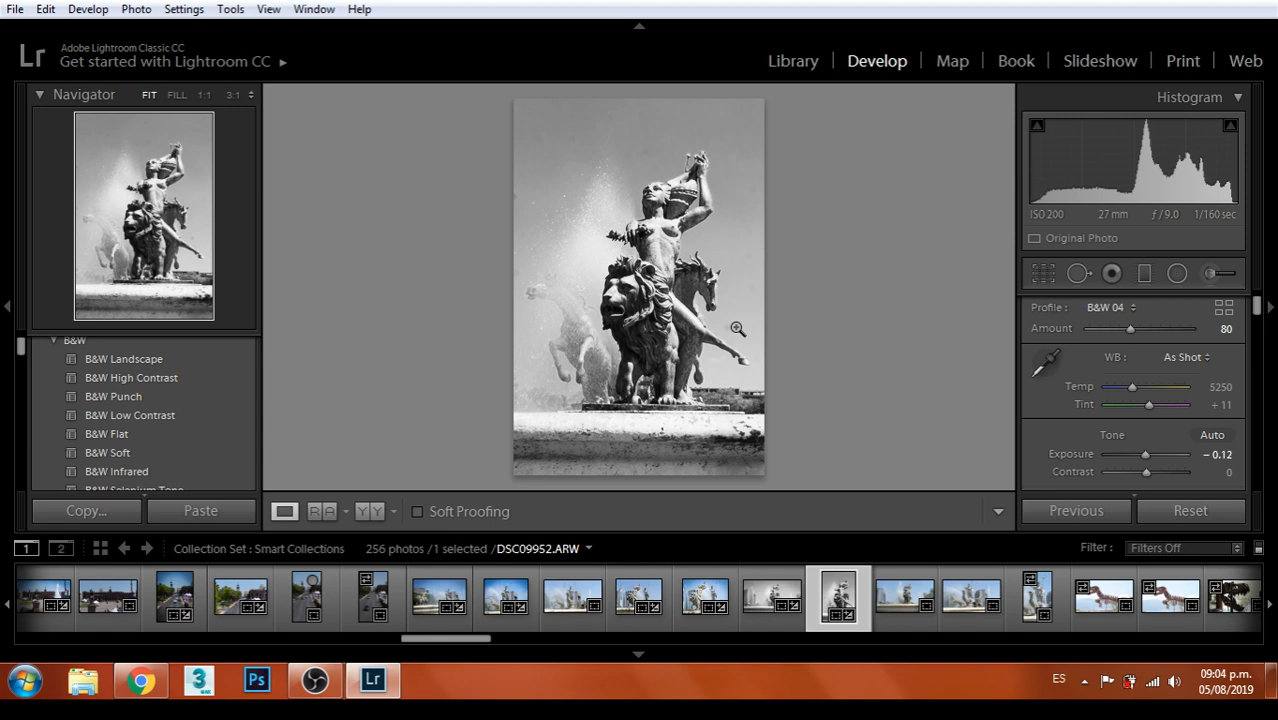 File Edit Develop Photo Settings Tools View Window Help
Lr
Adobe Lightroom Classic CC
Get started with Lightroom CC
Library Develop Map Book Slideshow Print Web
Navigator FIT FILL 1:1 3:1
Histogram
ISO 200 27 mm ƒ / 9.0 1/160 sec
Original Photo
Profile : B&W 04
Amount 80
WB : As Shot
Temp 5250
Tint + 11
Tone Auto
Exposure − 0.12
Contrast 0
B&W
B&W Landscape
B&W High Contrast
B&W Punch
B&W Low Contrast
B&W Flat
B&W Soft
B&W Infrared
B&W Selenium Tone
Copy... Paste
R A Y Y Soft Proofing
Previous Reset
1 2 Collection Set : Smart Collections 256 photos /1 selected /DSC09952.ARW Filter : Filters Off
3 Ps Lr
ES 09:04 p.m.
05/08/2019